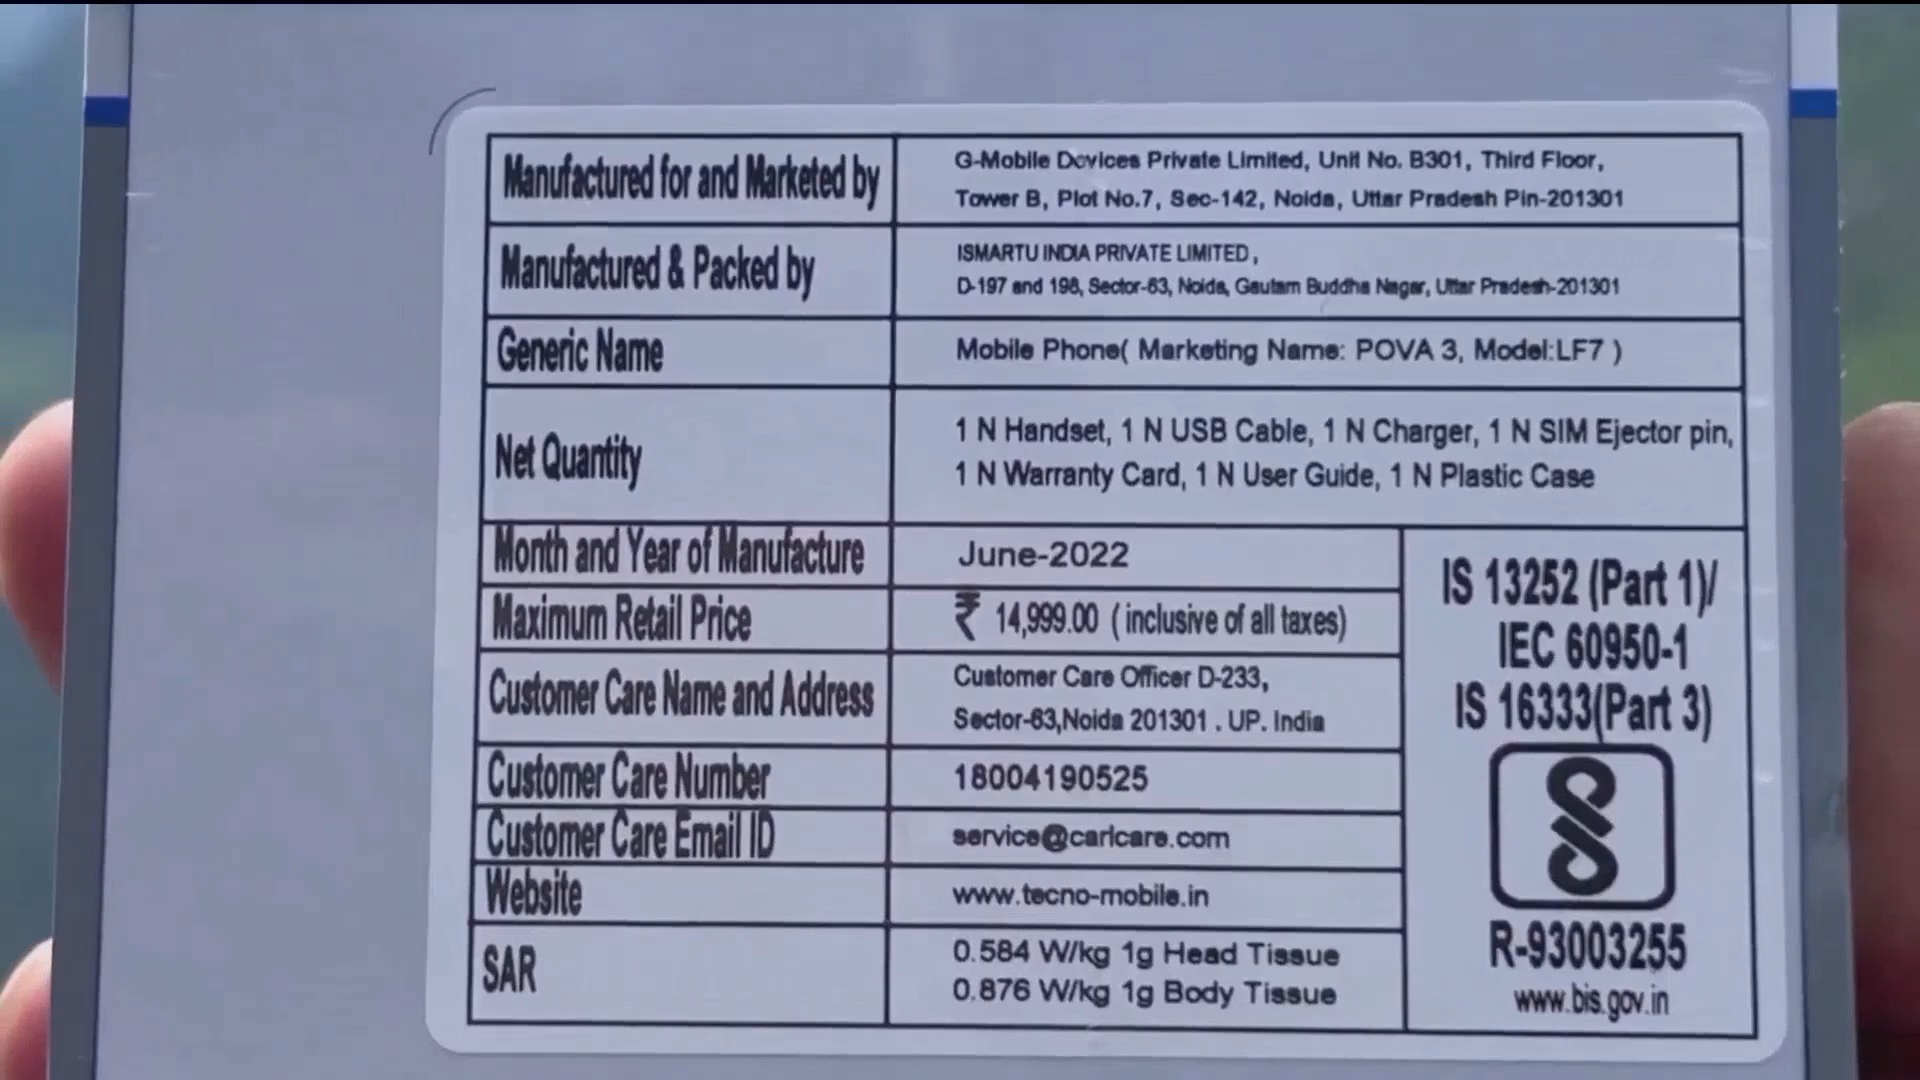 Manufactured for and Marketed by
G-Mobile Devices Private Limited, Unit No. B301, Third Floor,
Tower B, Plot No.7, Sec-142, Noida, Uttar Pradesh Pin-201301
Manufactured & Packed by
ISMARTU INDIA PRIVATE LIMITED,
D-197 and 198, Sector-63, Noida, Gautam Buddha Nagar, Uttar Pradesh-201301
Generic Name
Mobile Phone( Marketing Name: POVA 3, Model:LF7 )
Net Quantity
1 N Handset, 1 N USB Cable, 1 N Charger, 1 N SIM Ejector pin,
1 N Warranty Card, 1 N User Guide, 1 N Plastic Case
Month and Year of Manufacture
June-2022
Maximum Retail Price
₹ 14,999.00 ( inclusive of all taxes)
Customer Care Name and Address
Customer Care Officer D-233,
Sector-63,Noida 201301 . UP. India
Customer Care Number
18004190525
Customer Care Email ID
service@carlcare.com
Website
www.tecno-mobile.in
SAR
0.584 W/kg 1g Head Tissue
0.876 W/kg 1g Body Tissue
IS 13252 (Part 1)/
IEC 60950-1
IS 16333(Part 3)
R-93003255
www.bis.gov.in